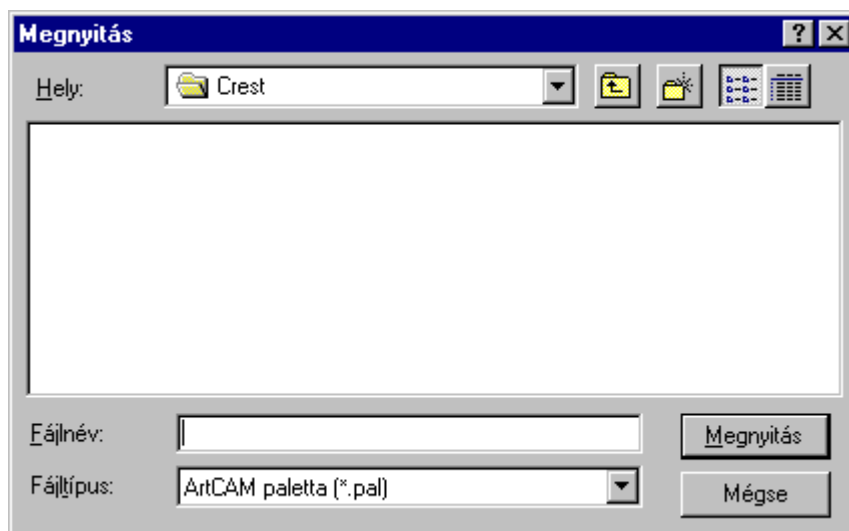 Megnyitás
Hely: Crest
Fájlnév:
Megnyitás
Fájltípus: ArtCAM paletta (*.pal)
Mégse